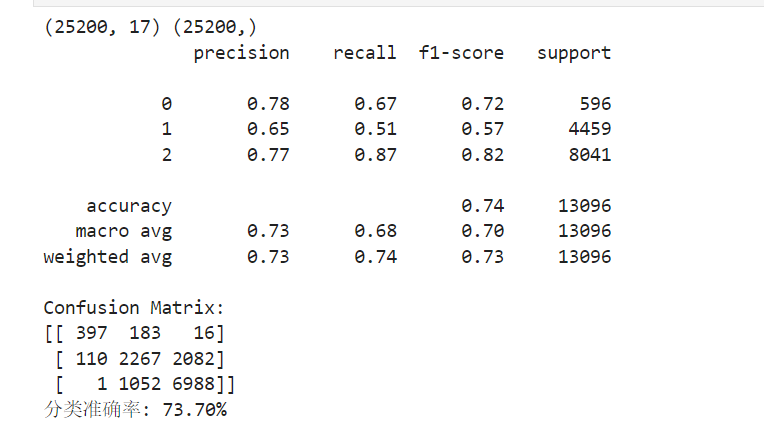 (25200, 17) (25200,)
              precision    recall  f1-score   support

           0       0.78      0.67      0.72       596
           1       0.65      0.51      0.57      4459
           2       0.77      0.87      0.82      8041

    accuracy                           0.74     13096
   macro avg       0.73      0.68      0.70     13096
weighted avg       0.73      0.74      0.73     13096

Confusion Matrix:
[[ 397  183   16]
 [ 110 2267 2082]
 [   1 1052 6988]]
分类准确率: 73.70%